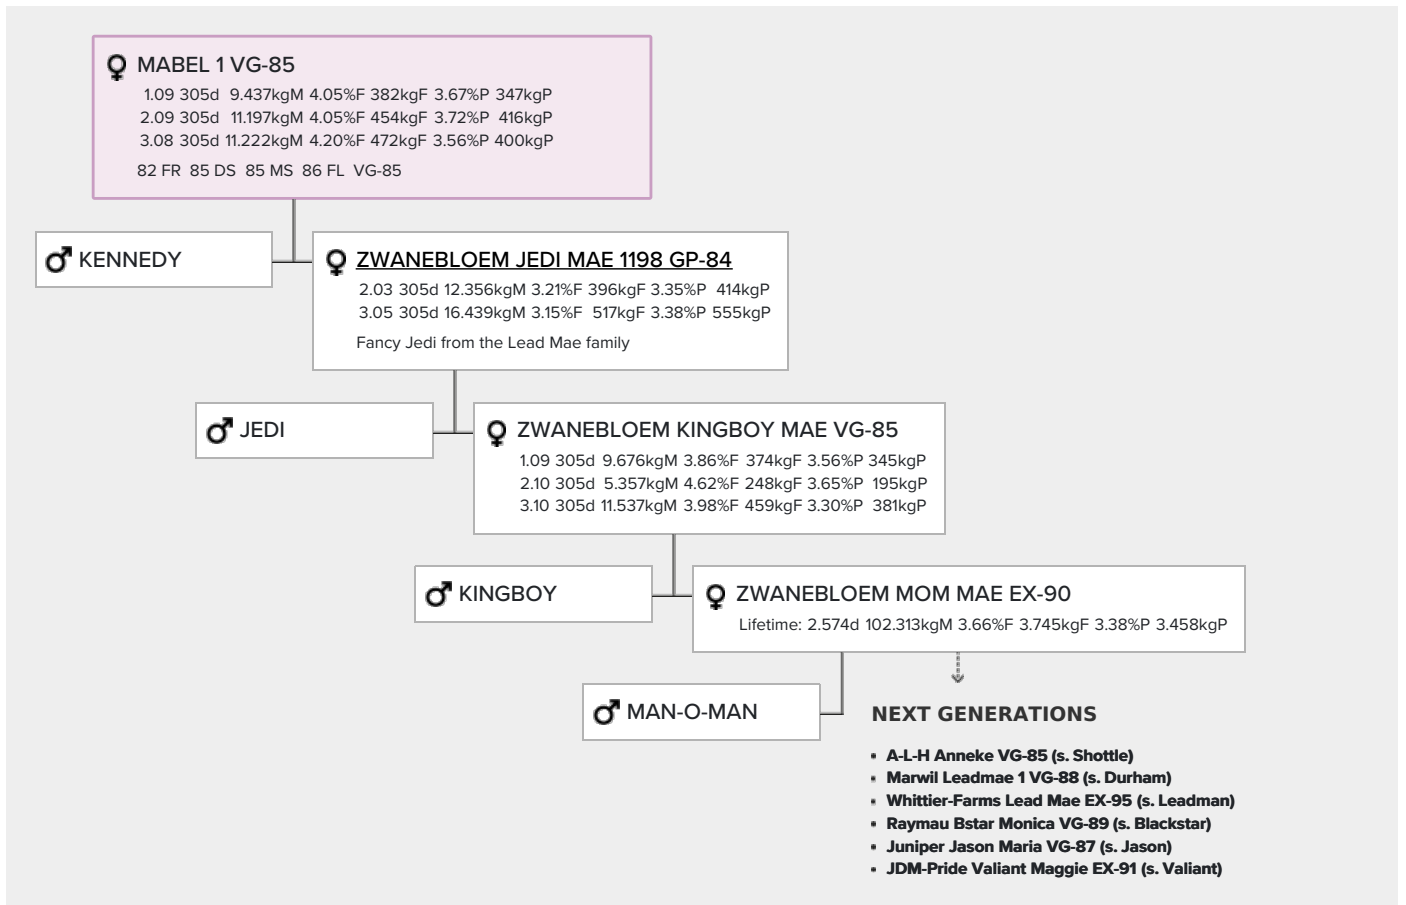 MABEL 1 VG-85
1.09 305d 9.437kgM 4.05%F 382kgF 3.67%P 347kgP
2.09 305d 11.197kgM 4.05%F 454kgF 3.72%P 416kgP
3.08 305d 11.222kgM 4.20%F 472kgF 3.56%P 400kgP
82 FR 85 DS 85 MS 86 FL VG-85
KENNEDY
ZWANEBLOEM JEDI MAE 1198 GP-84
2.03 305d 12.356kgM 3.21%F 396kgF 3.35%P 414kgP
3.05 305d 16.439kgM 3.15%F 517kgF 3.38%P 555kgP
Fancy Jedi from the Lead Mae family
JEDI
ZWANEBLOEM KINGBOY MAE VG-85
1.09 305d 9.676kgM 3.86%F 374kgF 3.56%P 345kgP
2.10 305d 5.357kgM 4.62%F 248kgF 3.65%P 195kgP
3.10 305d 11.537kgM 3.98%F 459kgF 3.30%P 381kgP
KINGBOY
ZWANEBLOEM MOM MAE EX-90
Lifetime: 2.574d 102.313kgM 3.66%F 3.745kgF 3.38%P 3.458kgP
MAN-O-MAN
NEXT GENERATIONS
• A-L-H Anneke VG-85 (s. Shottle)
• Marwil Leadmae 1 VG-88 (s. Durham)
• Whittier-Farms Lead Mae EX-95 (s. Leadman)
• Raymau Bstar Monica VG-89 (s. Blackstar)
• Juniper Jason Maria VG-87 (s. Jason)
• JDM-Pride Valiant Maggie EX-91 (s. Valiant)